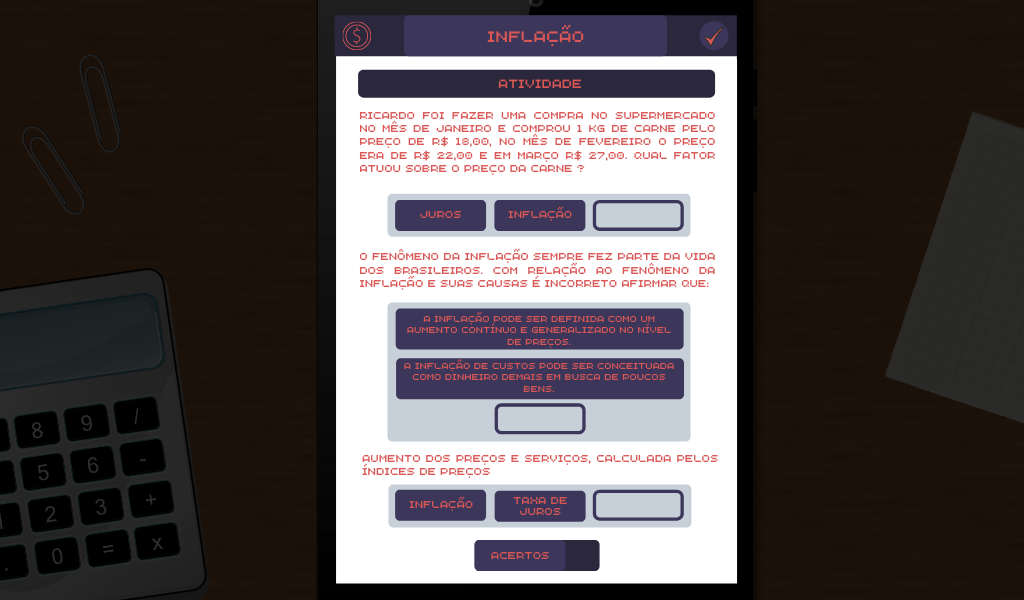 INFLAÇÃO
ATIVIDADE
RICARDO FOI FAZER UMA COMPRA NO SUPERMERCADO
NO MÊS DE JANEIRO E COMPROU 1 KG DE CARNE PELO
PREÇO DE R$ 18,00, NO MÊS DE FEVEREIRO O PREÇO
ERA DE R$ 22,00 E EM MARÇO R$ 27,00. QUAL FATOR
ATUOU SOBRE O PREÇO DA CARNE ?
JUROS INFLAÇÃO
O FENÔMENO DA INFLAÇÃO SEMPRE FEZ PARTE DA VIDA
DOS BRASILEIROS. COM RELAÇÃO AO FENÔMENO DA
INFLAÇÃO E SUAS CAUSAS É INCORRETO AFIRMAR QUE:
A INFLAÇÃO PODE SER DEFINIDA COMO UM
AUMENTO CONTÍNUO E GENERALIZADO NO NÍVEL
DE PREÇOS.
A INFLAÇÃO DE CUSTOS PODE SER CONCEITUADA
COMO DINHEIRO DEMAIS EM BUSCA DE POUCOS
BENS.
AUMENTO DOS PREÇOS E SERVIÇOS, CALCULADA PELOS
ÍNDICES DE PREÇOS
INFLAÇÃO TAXA DE
JUROS
ACERTOS
8 9 /
5 6 -
1 2 3 +
. 0 = x